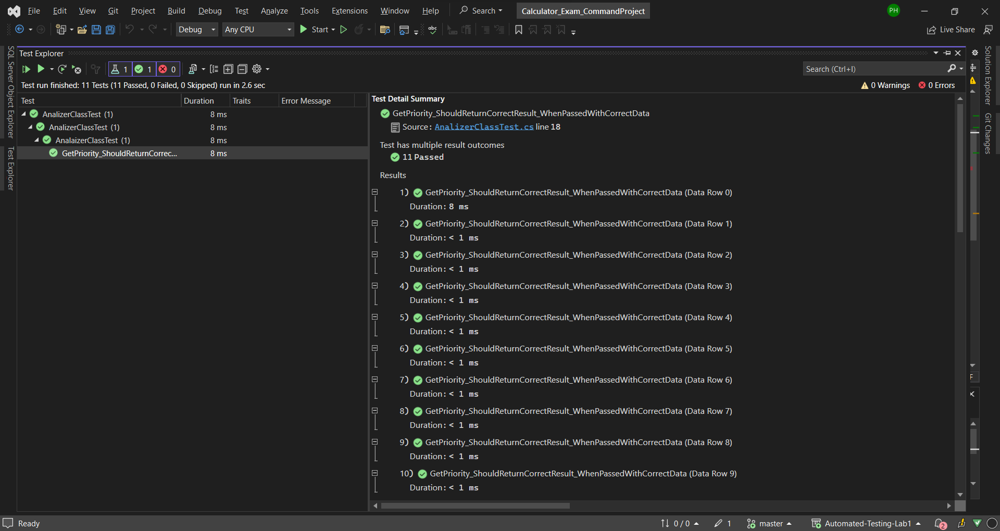 File Edit View Git Project Build Debug Test Analyze Tools Extensions Window Help Search Calculator_Exam_CommandProject PH
Debug Any CPU Start abc Live Share
Test Explorer
1 1 0 Search (Ctrl+I)
Test run finished: 11 Tests (11 Passed, 0 Failed, 0 Skipped) run in 2.6 sec 0 Warnings 0 Errors
Test Duration Traits Error Message
AnalizerClassTest (1) 8 ms
AnalizerClassTest (1) 8 ms
AnalaizerClassTest (1) 8 ms
GetPriority_ShouldReturnCorrec... 8 ms
Test Detail Summary
GetPriority_ShouldReturnCorrectResult_WhenPassedWithCorrectData
Source: AnalizerClassTest.cs line 18
Test has multiple result outcomes
11 Passed
Results
1) GetPriority_ShouldReturnCorrectResult_WhenPassedWithCorrectData (Data Row 0)
Duration: 8 ms
2) GetPriority_ShouldReturnCorrectResult_WhenPassedWithCorrectData (Data Row 1)
Duration: < 1 ms
3) GetPriority_ShouldReturnCorrectResult_WhenPassedWithCorrectData (Data Row 2)
Duration: < 1 ms
4) GetPriority_ShouldReturnCorrectResult_WhenPassedWithCorrectData (Data Row 3)
Duration: < 1 ms
5) GetPriority_ShouldReturnCorrectResult_WhenPassedWithCorrectData (Data Row 4)
Duration: < 1 ms
6) GetPriority_ShouldReturnCorrectResult_WhenPassedWithCorrectData (Data Row 5)
Duration: < 1 ms
7) GetPriority_ShouldReturnCorrectResult_WhenPassedWithCorrectData (Data Row 6)
Duration: < 1 ms
8) GetPriority_ShouldReturnCorrectResult_WhenPassedWithCorrectData (Data Row 7)
Duration: < 1 ms
9) GetPriority_ShouldReturnCorrectResult_WhenPassedWithCorrectData (Data Row 8)
Duration: < 1 ms
10) GetPriority_ShouldReturnCorrectResult_WhenPassedWithCorrectData (Data Row 9)
Duration: < 1 ms
SQL Server Object Explorer
Test Explorer
Solution Explorer
Git Changes
Ready 0 / 0 1 master Automated-Testing-Lab1 2